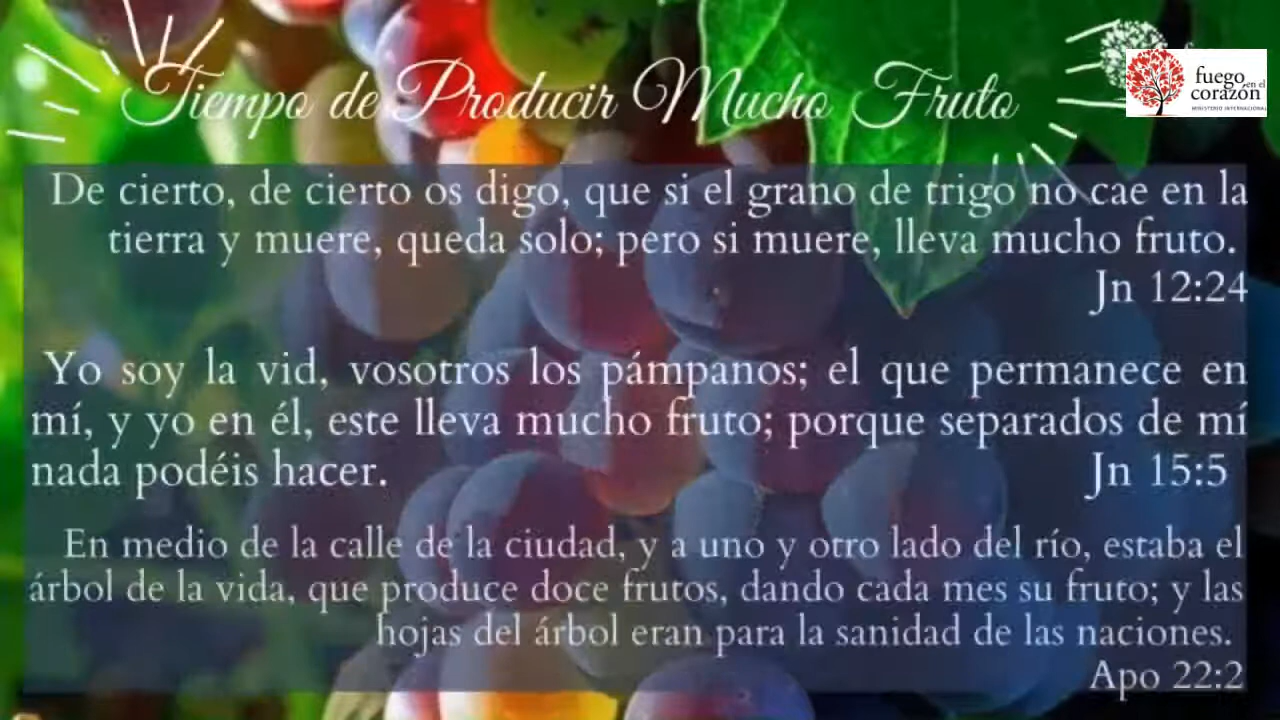 Tiempo de Producir Mucho Fruto
fuego en el
corazón
MINISTERIO INTERNACIONAL
De cierto, de cierto os digo, que si el grano de trigo no cae en la
tierra y muere, queda solo; pero si muere, lleva mucho fruto.
Jn 12:24
Yo soy la vid, vosotros los pámpanos; el que permanece en
mí, y yo en él, este lleva mucho fruto; porque separados de mí
nada podéis hacer. Jn 15:5
En medio de la calle de la ciudad, y a uno y otro lado del río, estaba el
árbol de la vida, que produce doce frutos, dando cada mes su fruto; y las
hojas del árbol eran para la sanidad de las naciones.
Apo 22:2